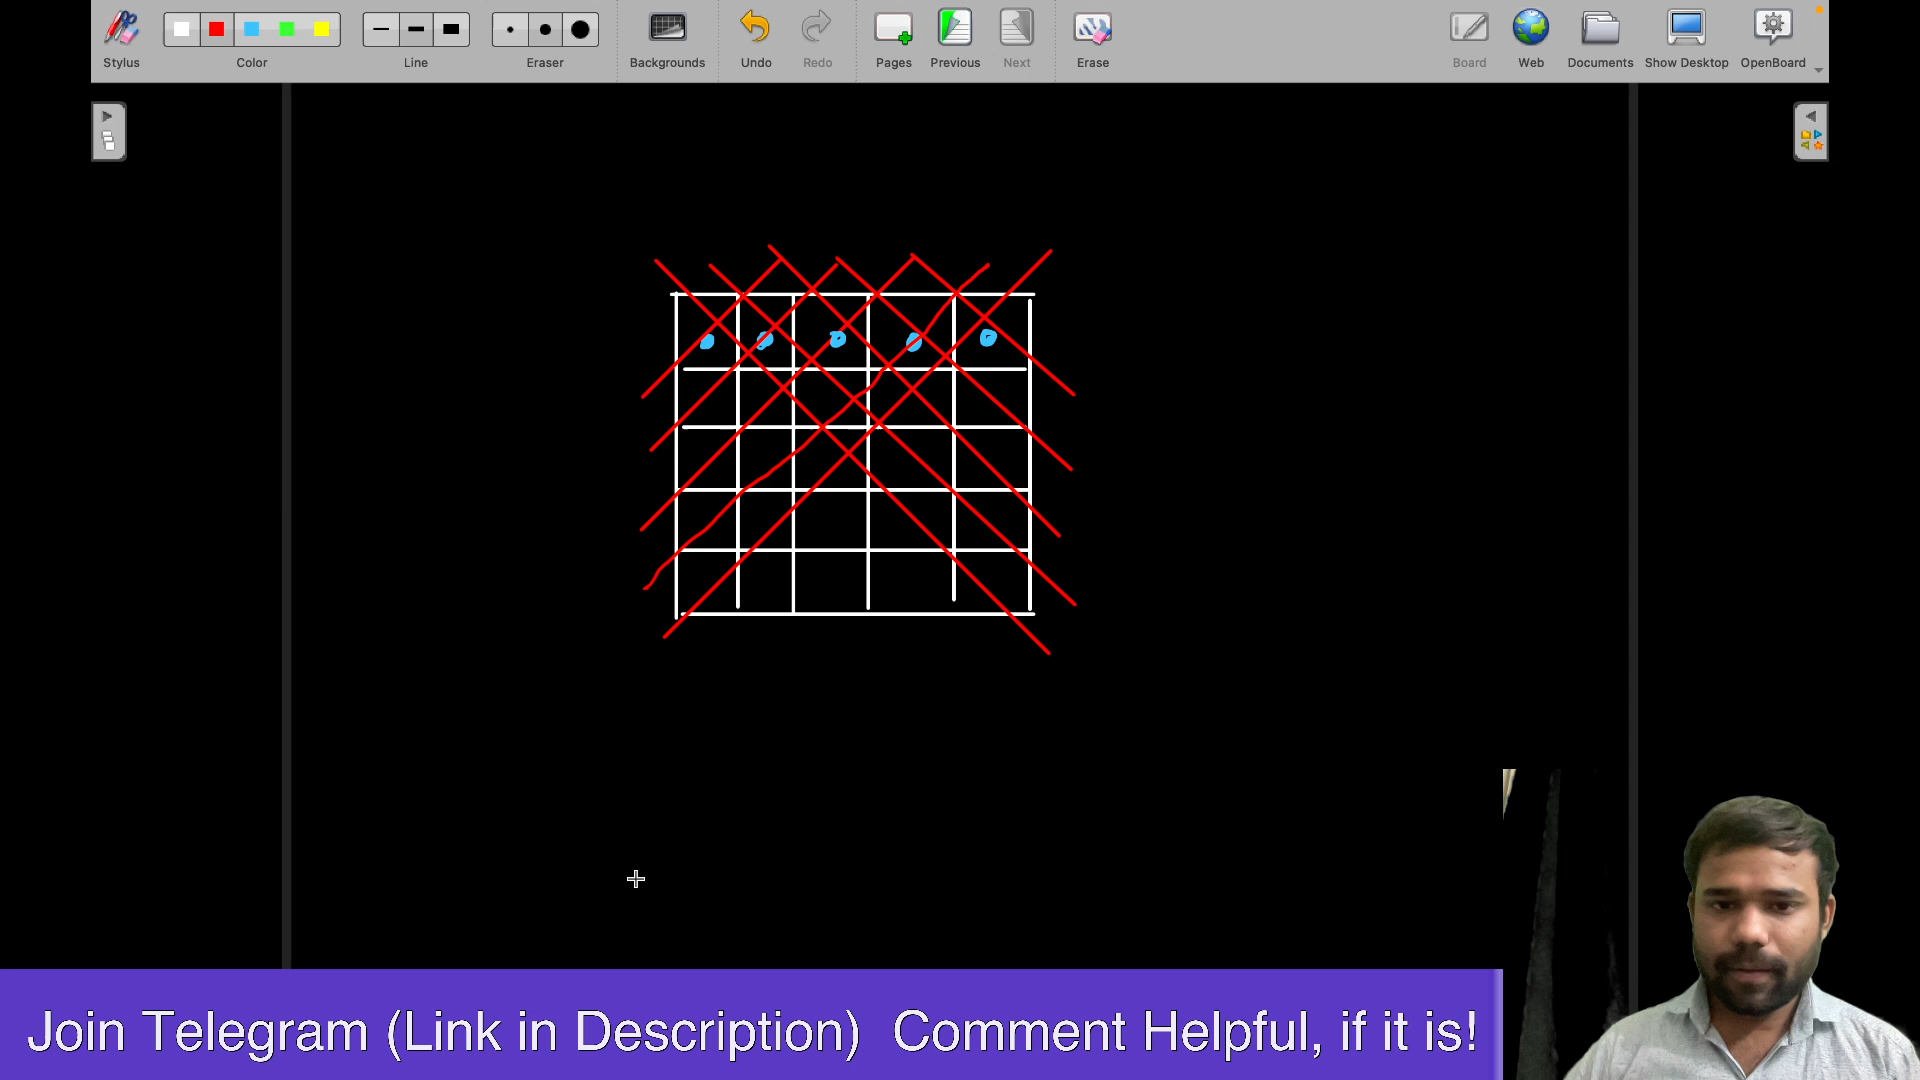 Stylus Color Line Eraser Backgrounds Undo Redo Pages Previous Next Erase Board Web Documents Show Desktop OpenBoard
Join Telegram (Link in Description) Comment Helpful, if it is!